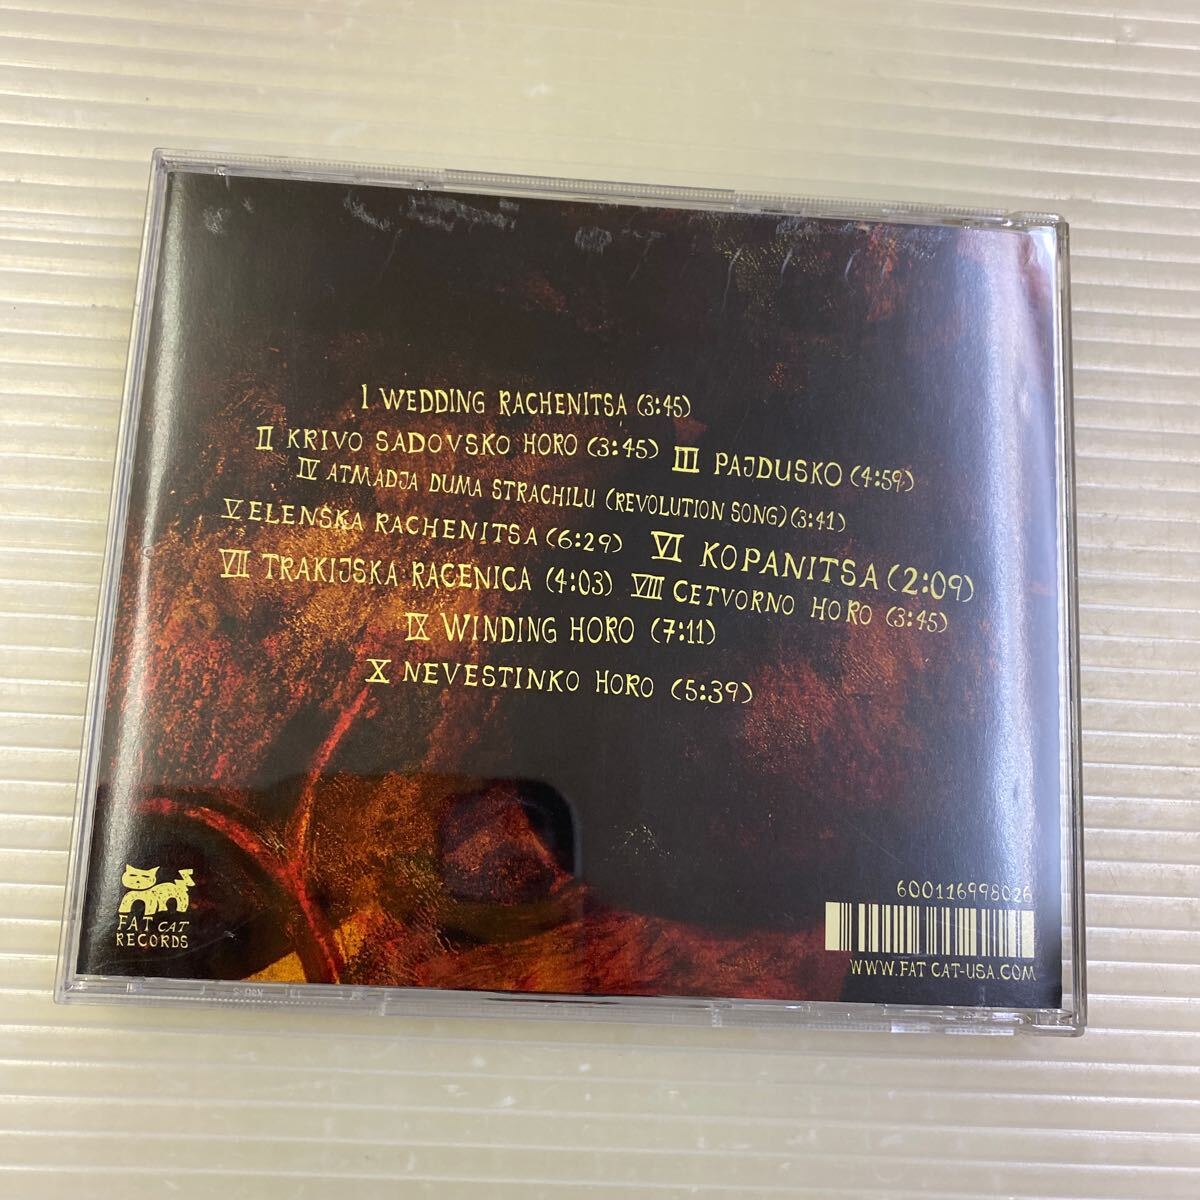 I WEDDING RACHENITSA (3:45)
II KRIVO SADOVSKO HORO (3:45) III PAJDUSKO (4:59)
IV ATMADJA DUMA STRACHILU (REVOLUTION SONG) (3:41)
V ELENSKA RACHENITSA (6:29) VI KOPANITSA (2:09)
VII TRAKIJSKA RACENICA (4:03) VIII CETVORNO HORO (3:45)
IX WINDING HORO (7:11)
X NEVESTINKO HORO (5:39)
FAT CAT
RECORDS
600116998026
WWW.FAT CAT-USA.COM